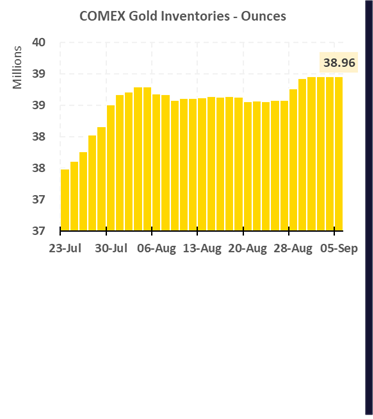 COMEX Gold Inventories - Ounces
Millions
40
39
38.96
39
38
38
37
37
23-Jul 30-Jul 06-Aug 13-Aug 20-Aug 28-Aug 05-Sep